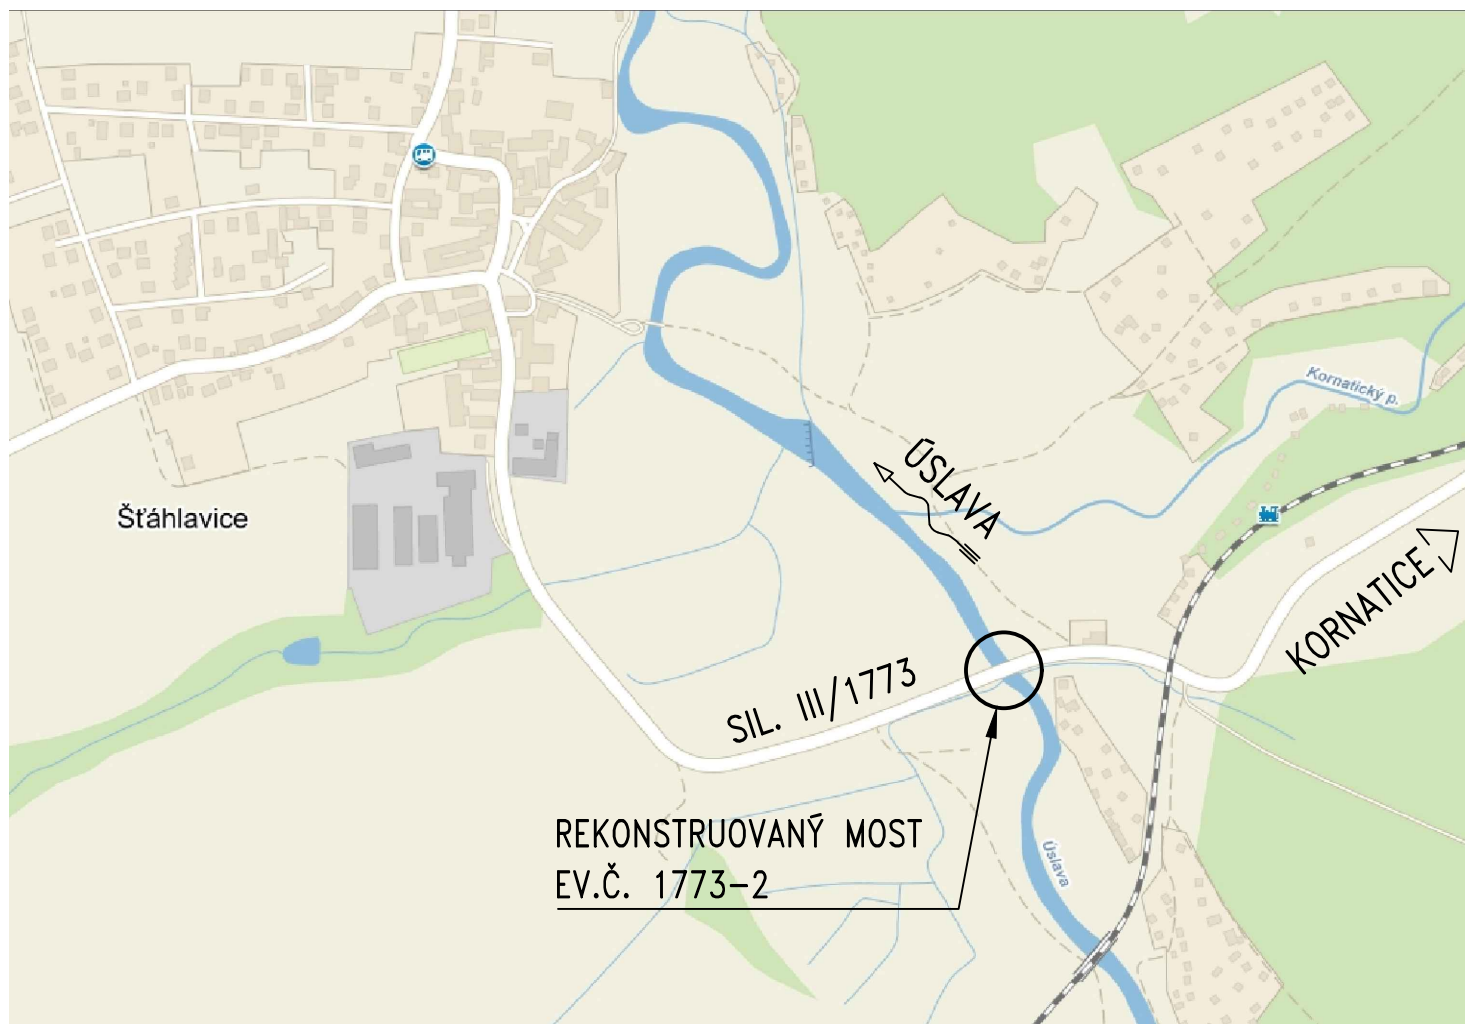 Kornatický p.
ÚSLAVA
Šťáhlavice
KORNATICE
SIL. III/1773
REKONSTRUOVANÝ MOST
EV.Č. 1773-2
Úslava